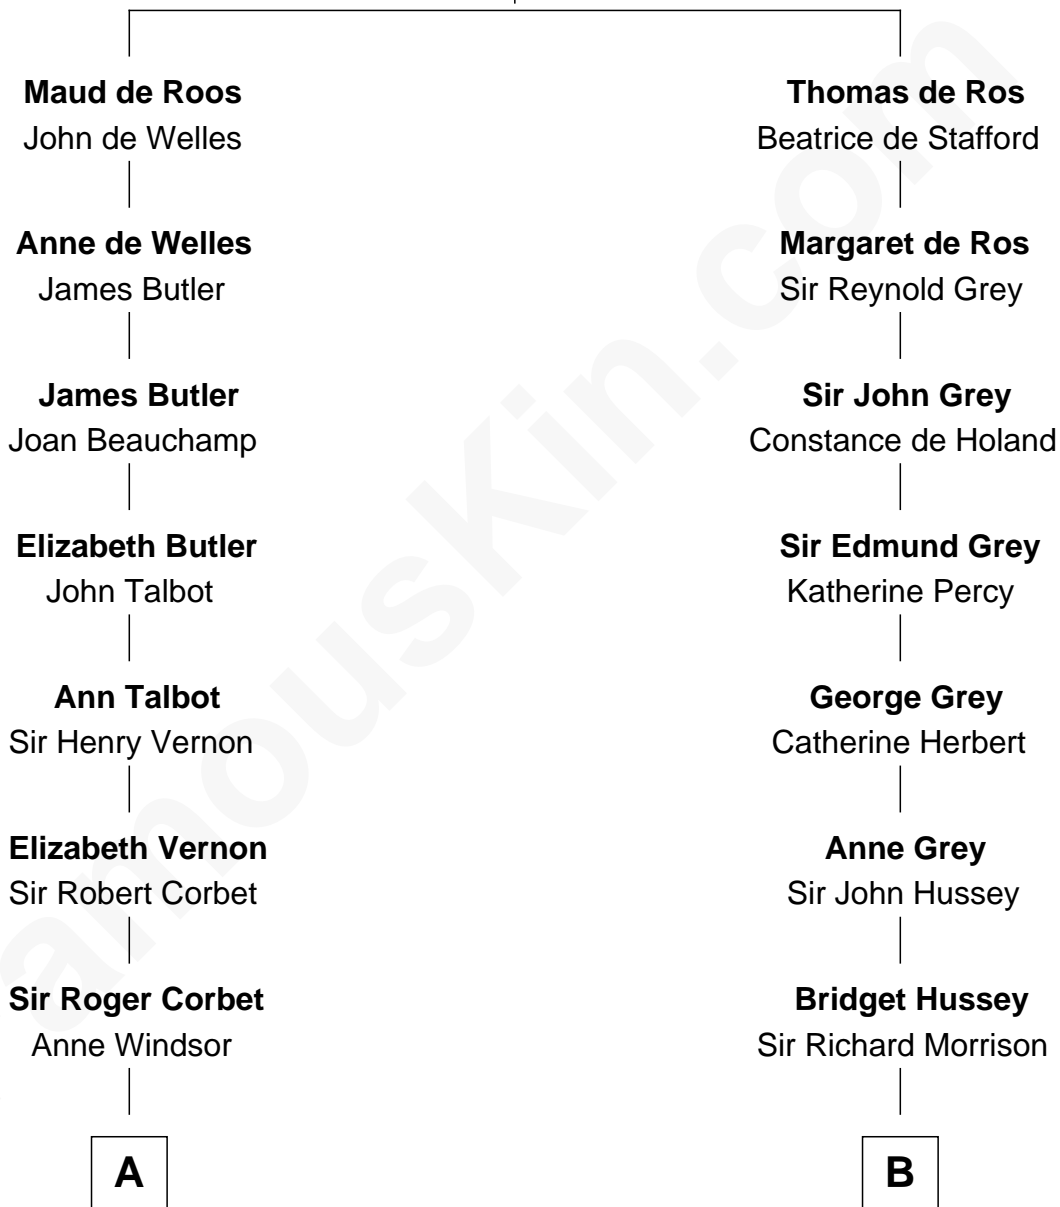 Maud de Roos
John de Welles
Thomas de Ros
Beatrice de Stafford
Anne de Welles
James Butler
Margaret de Ros
Sir Reynold Grey
James Butler
Joan Beauchamp
Sir John Grey
Constance de Holand
Elizabeth Butler
John Talbot
Sir Edmund Grey
Katherine Percy
Ann Talbot
Sir Henry Vernon
George Grey
Catherine Herbert
Elizabeth Vernon
Sir Robert Corbet
Anne Grey
Sir John Hussey
Sir Roger Corbet
Anne Windsor
Bridget Hussey
Sir Richard Morrison
A
B
amouskin.com